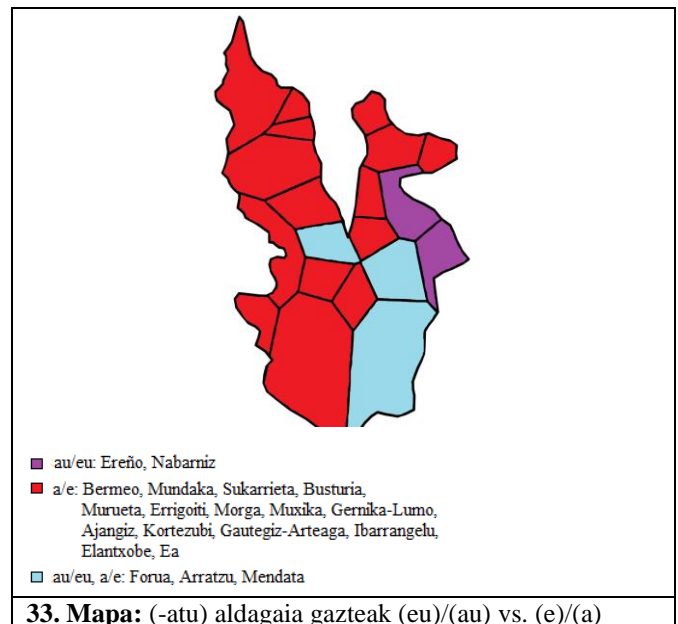 au/eu: Ereño, Nabarniz
a/e: Bermeo, Mundaka, Sukarrieta, Busturia,
Murueta, Errigoiti, Morga, Muxika, Gernika-Lumo,
Ajangiz, Kortezubi, Gautegiz-Arteaga, Ibarrangelu,
Elantxobe, Ea
au/eu, a/e: Forua, Arratzu, Mendata
33. Mapa: (-atu) aldagaia gazteak (eu)/(au) vs. (e)/(a)